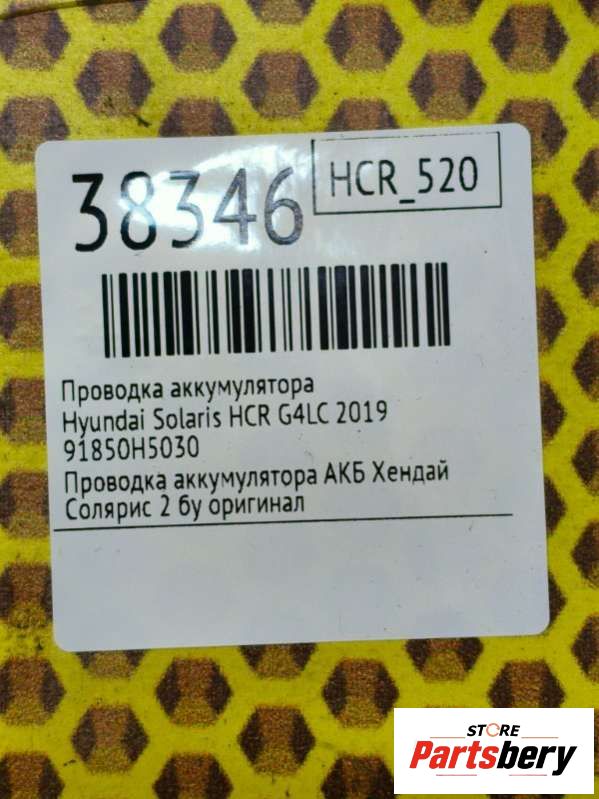 38346
HCR_520
Проводка аккумулятора
Hyundai Solaris HCR G4LC 2019
91850H5030
Проводка аккумулятора АКБ Хендай
Солярис 2 бу оригинал
STORE
Partsbery